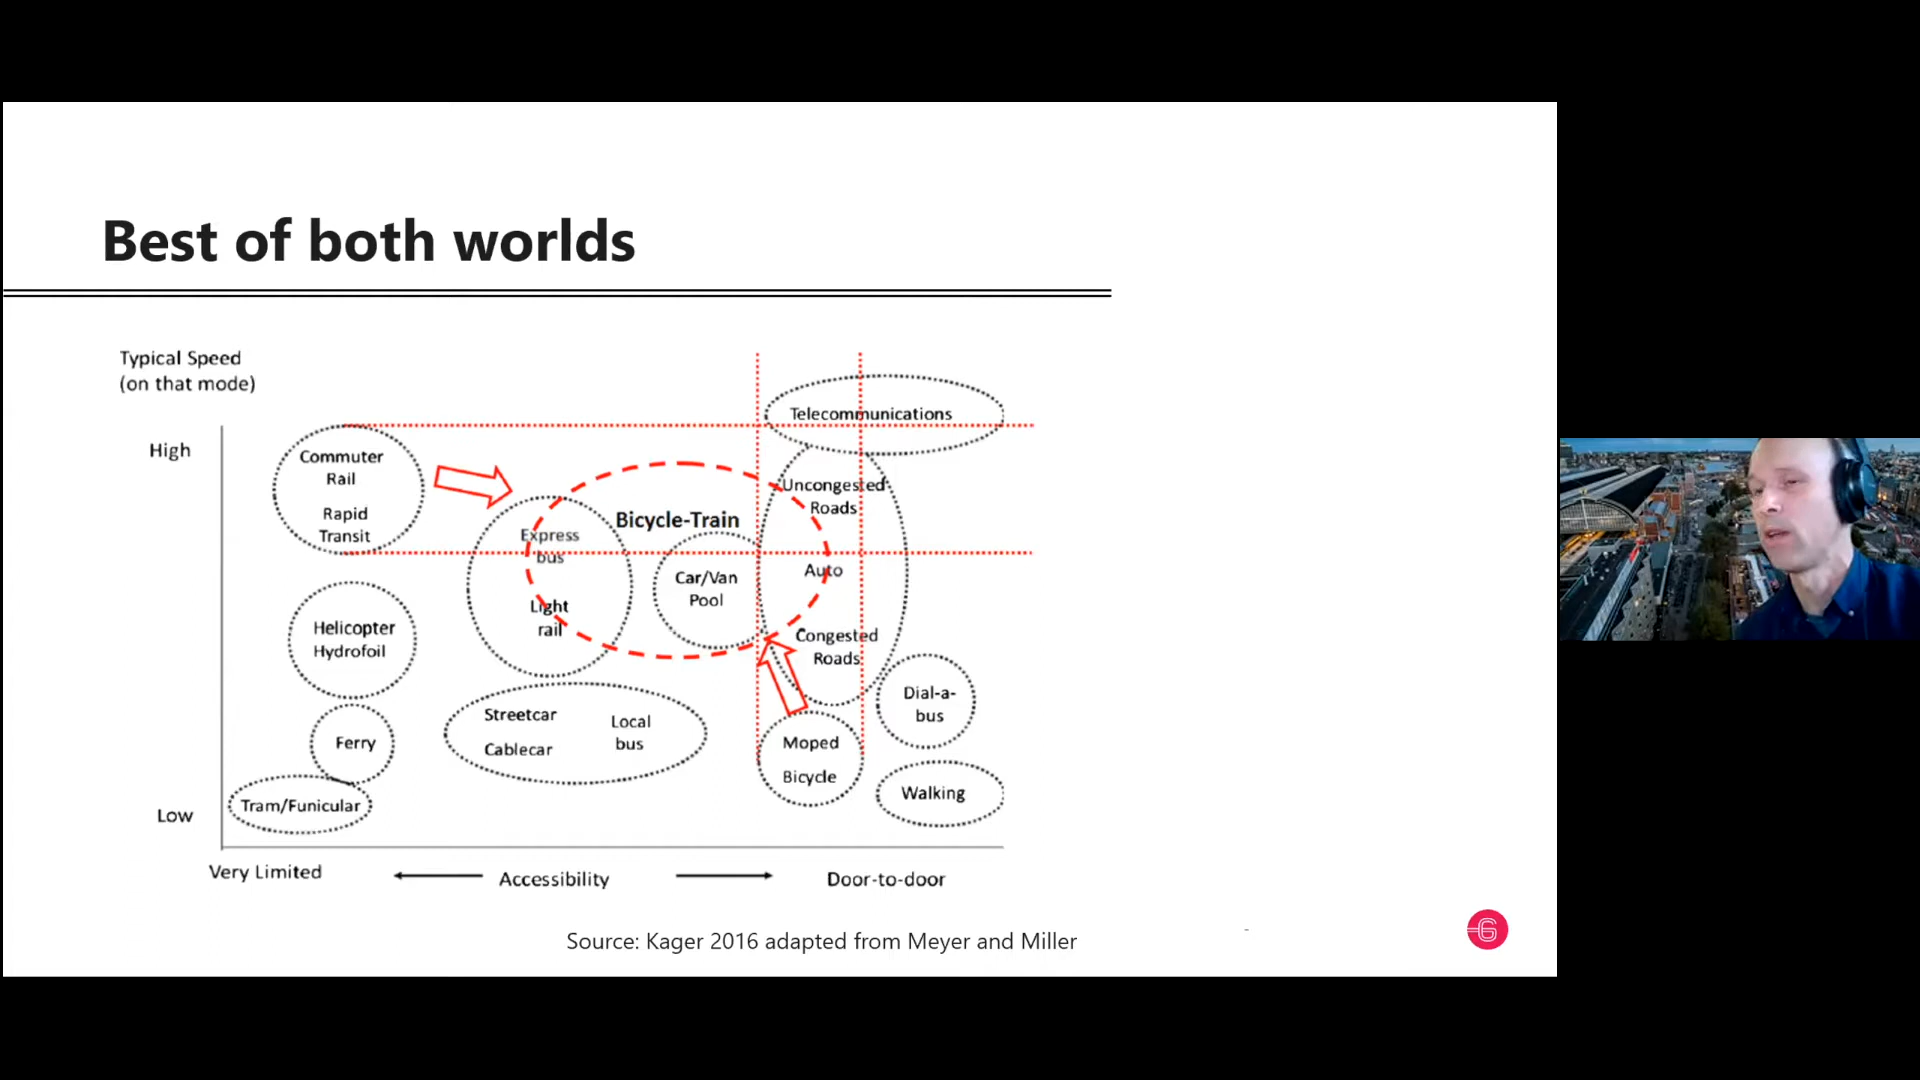 Best of both worlds
Typical Speed
(on that mode)
High
Low
Commuter
Rail
Rapid
Transit
Helicopter
Hydrofoil
Ferry
Tram/Funicular
Express
bus
Light
rail
Bicycle-Train
Car/Van
Pool
Streetcar
Cablecar
Local
bus
Telecommunications
Uncongested
Roads
Auto
Congested
Roads
Moped
Bicycle
Dial-a-
bus
Walking
Very Limited
Accessibility
Door-to-door
Source: Kager 2016 adapted from Meyer and Miller
6